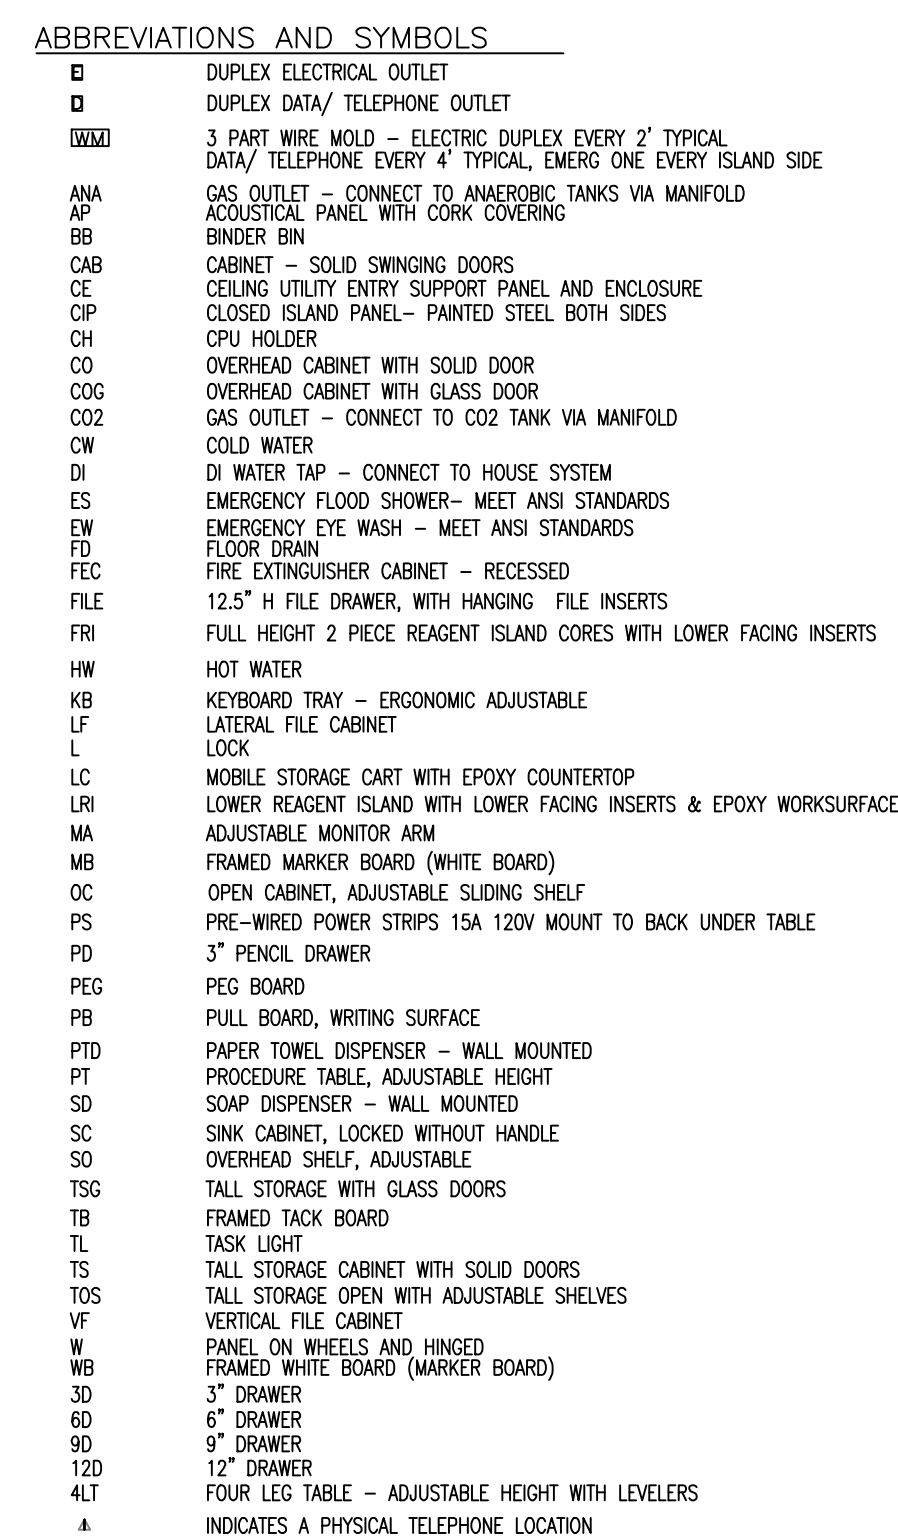 ABBREVIATIONS AND SYMBOLS
E DUPLEX ELECTRICAL OUTLET
D DUPLEX DATA/ TELEPHONE OUTLET
WM 3 PART WIRE MOLD – ELECTRIC DUPLEX EVERY 2' TYPICAL
DATA/ TELEPHONE EVERY 4' TYPICAL, EMERG ONE EVERY ISLAND SIDE
ANA GAS OUTLET – CONNECT TO ANAEROBIC TANKS VIA MANIFOLD
AP ACOUSTICAL PANEL WITH CORK COVERING
BB BINDER BIN
CAB CABINET – SOLID SWINGING DOORS
CE CEILING UTILITY ENTRY SUPPORT PANEL AND ENCLOSURE
CIP CLOSED ISLAND PANEL– PAINTED STEEL BOTH SIDES
CH CPU HOLDER
CO OVERHEAD CABINET WITH SOLID DOOR
COG OVERHEAD CABINET WITH GLASS DOOR
CO2 GAS OUTLET – CONNECT TO CO2 TANK VIA MANIFOLD
CW COLD WATER
DI DI WATER TAP – CONNECT TO HOUSE SYSTEM
ES EMERGENCY FLOOD SHOWER– MEET ANSI STANDARDS
EW EMERGENCY EYE WASH – MEET ANSI STANDARDS
FD FLOOR DRAIN
FEC FIRE EXTINGUISHER CABINET – RECESSED
FILE 12.5" H FILE DRAWER, WITH HANGING FILE INSERTS
FRI FULL HEIGHT 2 PIECE REAGENT ISLAND CORES WITH LOWER FACING INSERTS
HW HOT WATER
KB KEYBOARD TRAY – ERGONOMIC ADJUSTABLE
LF LATERAL FILE CABINET
L LOCK
LC MOBILE STORAGE CART WITH EPOXY COUNTERTOP
LRI LOWER REAGENT ISLAND WITH LOWER FACING INSERTS & EPOXY WORKSURFACE
MA ADJUSTABLE MONITOR ARM
MB FRAMED MARKER BOARD (WHITE BOARD)
OC OPEN CABINET, ADJUSTABLE SLIDING SHELF
PS PRE–WIRED POWER STRIPS 15A 120V MOUNT TO BACK UNDER TABLE
PD 3" PENCIL DRAWER
PEG PEG BOARD
PB PULL BOARD, WRITING SURFACE
PTD PAPER TOWEL DISPENSER – WALL MOUNTED
PT PROCEDURE TABLE, ADJUSTABLE HEIGHT
SD SOAP DISPENSER – WALL MOUNTED
SC SINK CABINET, LOCKED WITHOUT HANDLE
SO OVERHEAD SHELF, ADJUSTABLE
TSG TALL STORAGE WITH GLASS DOORS
TB FRAMED TACK BOARD
TL TASK LIGHT
TS TALL STORAGE CABINET WITH SOLID DOORS
TOS TALL STORAGE OPEN WITH ADJUSTABLE SHELVES
VF VERTICAL FILE CABINET
W PANEL ON WHEELS AND HINGED
WB FRAMED WHITE BOARD (MARKER BOARD)
3D 3" DRAWER
6D 6" DRAWER
9D 9" DRAWER
12D 12" DRAWER
4LT FOUR LEG TABLE – ADJUSTABLE HEIGHT WITH LEVELERS
INDICATES A PHYSICAL TELEPHONE LOCATION